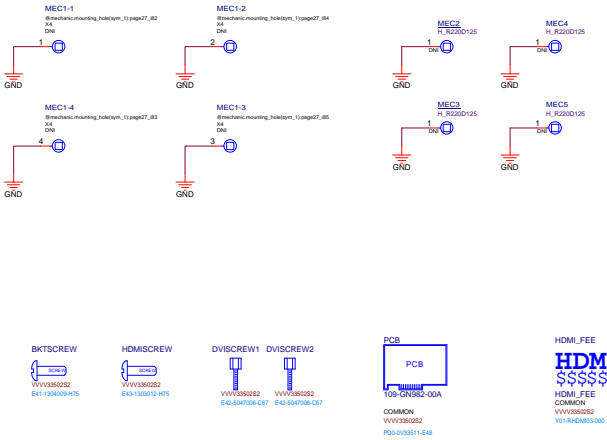 MEC1-1
@mechanic.mounting_hole(sym_1):page27_i82
X4
DNI
1
GND
MEC1-2
@mechanic.mounting_hole(sym_1):page27_i84
X4
DNI
2
GND
MEC2
H_R220D125
1
DNI
GND
MEC4
H_R220D125
1
DNI
GND
MEC1-4
@mechanic.mounting_hole(sym_1):page27_i83
X4
DNI
4
GND
MEC1-3
@mechanic.mounting_hole(sym_1):page27_i85
X4
DNI
3
GND
MEC3
H_R220D125
1
DNI
GND
MEC5
H_R220D125
1
DNI
GND
BKTSCREW
SCREW
VVVV33502S2
E41-1304009-H75
HDMISCREW
SCREW
VVVV33502S2
E43-1303012-H75
DVISCREW1
VVVV33502S2
E42-5047006-C67
DVISCREW2
VVVV33502S2
E42-5047006-C67
PCB
PCB
109-GN982-00A
COMMON
VVVV33502S2
PD0-0V33511-E48
HDMI_FEE
HDM
$$$$$
HDMI_FEE
COMMON
VVVV33502S2
Y01-RHDMI03-000